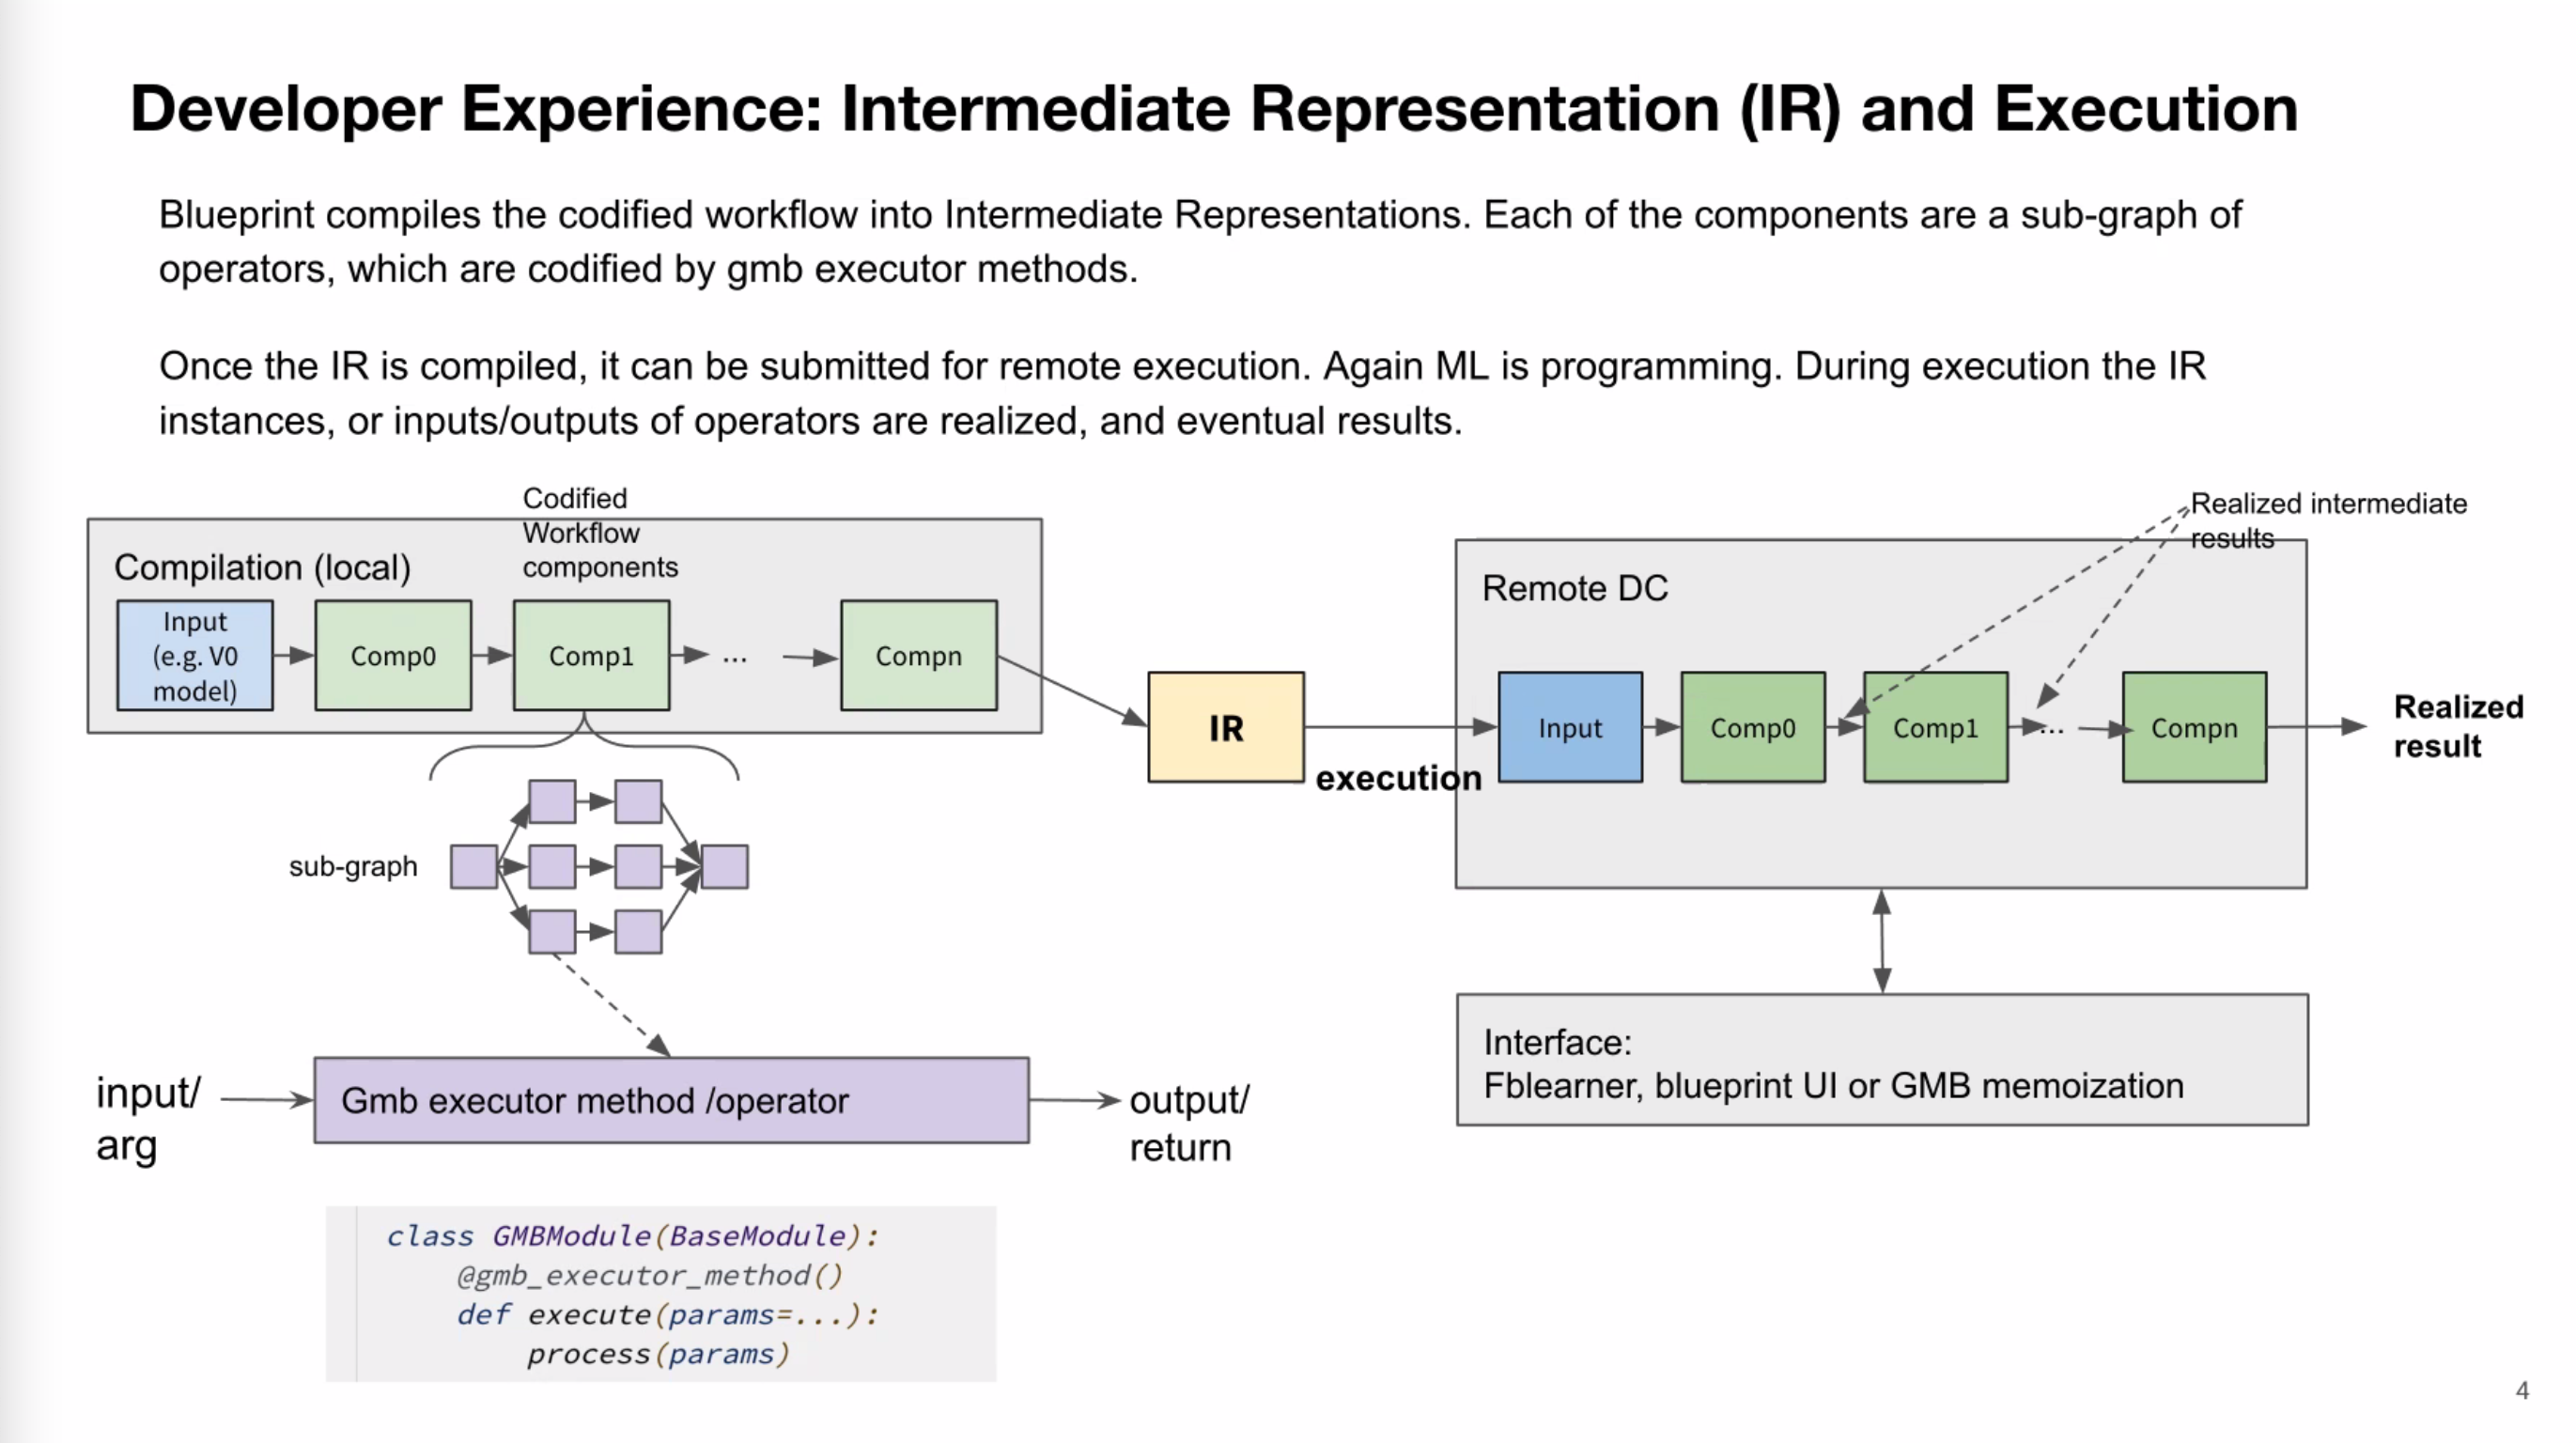 Developer Experience: Intermediate Representation (IR) and Execution
Blueprint compiles the codified workflow into Intermediate Representations. Each of the components are a sub-graph of
operators, which are codified by gmb executor methods.
Once the IR is compiled, it can be submitted for remote execution. Again ML is programming. During execution the IR
instances, or inputs/outputs of operators are realized, and eventual results.
Codified
Workflow
components
Compilation (local)
Input
(e.g. V0
model)
Comp0
Comp1
...
Compn
sub-graph
input/
arg
Gmb executor method /operator
output/
return
class GMBModule(BaseModule):
@gmb_executor_method()
def execute(params=...):
process(params)
IR
execution
Realized intermediate
results
Remote DC
Input
Comp0
Comp1
...
Compn
Realized
result
Interface:
Fblearner, blueprint UI or GMB memoization
4